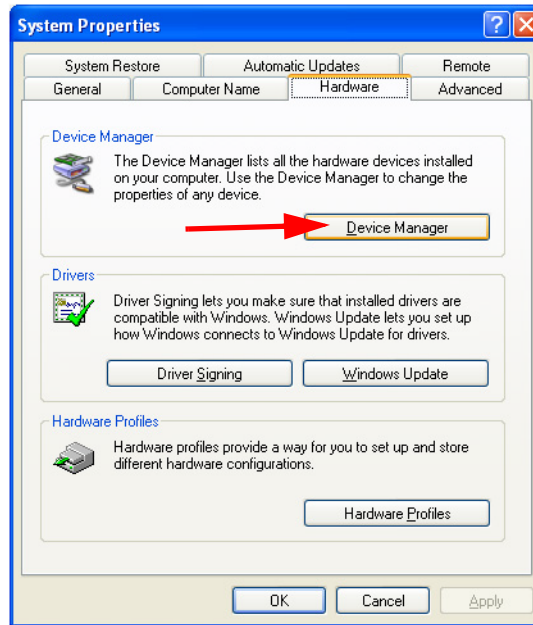 System Properties
System Restore Automatic Updates Remote
General Computer Name Hardware Advanced
Device Manager
The Device Manager lists all the hardware devices installed
on your computer. Use the Device Manager to change the
properties of any device.
Device Manager
Drivers
Driver Signing lets you make sure that installed drivers are
compatible with Windows. Windows Update lets you set up
how Windows connects to Windows Update for drivers.
Driver Signing Windows Update
Hardware Profiles
Hardware profiles provide a way for you to set up and store
different hardware configurations.
Hardware Profiles
OK Cancel Apply